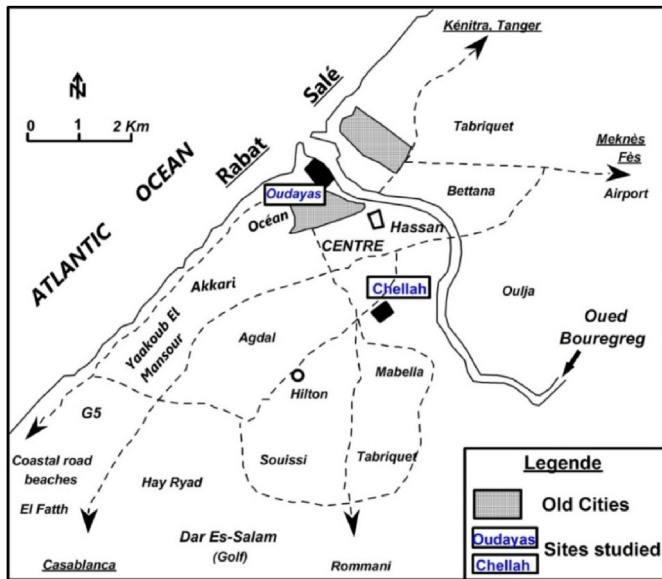 Kénitra, Tanger
N
0 1 2 Km
Salé
Rabat
ATLANTIC OCEAN
Tabriquet
Meknès
Fès
Airport
Bettana
Oudayas
Océan
Hassan
CENTRE
Chellah
Akkari
Oulja
Yaakoub El
Mansour
Agdal
Oued
Bouregreg
Mabella
Hilton
G5
Souissi
Tabriquet
Coastal road
beaches
El Fatth
Hay Ryad
Dar Es-Salam
(Golf)
Casablanca
Rommani
Legende
Old Cities
Oudayas
Chellah
Sites studied